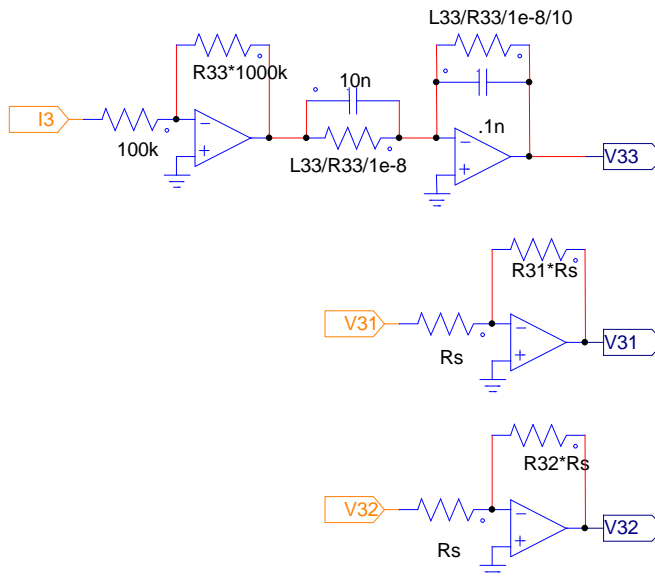 L33/R33/1e-8/10
R33*1000k
10n
I3
.1n
100k
L33/R33/1e-8
V33
R31*Rs
V31
V31
Rs
R32*Rs
V32
V32
Rs